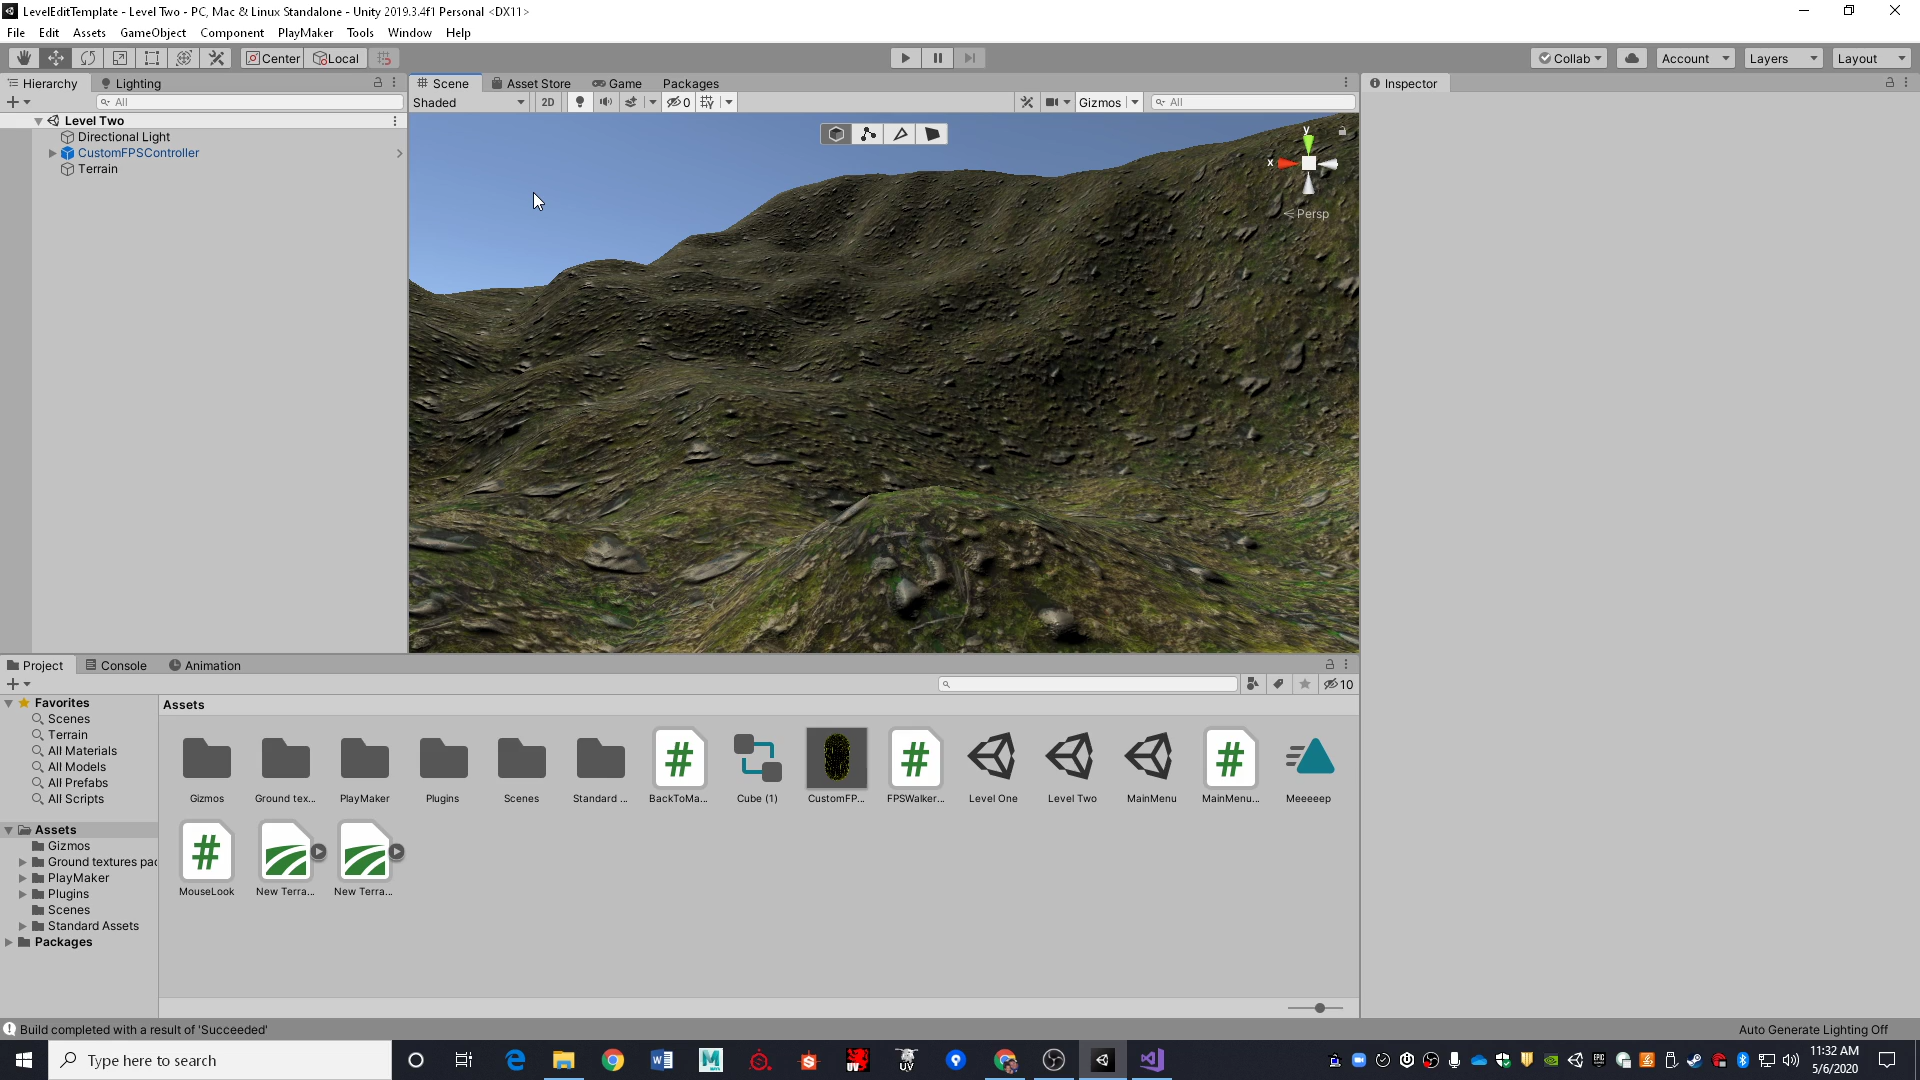 LevelEditTemplate - Level Two - PC, Mac & Linux Standalone - Unity 2019.3.4f1 Personal <DX11>
File Edit Assets GameObject Component PlayMaker Tools Window Help
Center Local Collab Account Layers Layout
Hierarchy Lighting Scene Asset Store Game Packages Inspector
All Shaded 2D 0 Gizmos All
Level Two
Directional Light
CustomFPSController
Terrain
y
x
Persp
Project Console Animation
10
Favorites
Scenes
Terrain
All Materials
All Models
All Prefabs
All Scripts
Assets
Gizmos
Ground textures pac
PlayMaker
Plugins
Scenes
Standard Assets
Packages
Assets
Gizmos Ground tex... PlayMaker Plugins Scenes Standard ... BackToMa... Cube (1) CustomFP... FPSWalker... Level One Level Two MainMenu MainMenu... Meeeeep
MouseLook New Terra... New Terra...
Build completed with a result of 'Succeeded' Auto Generate Lighting Off
Type here to search
11:32 AM
5/6/2020